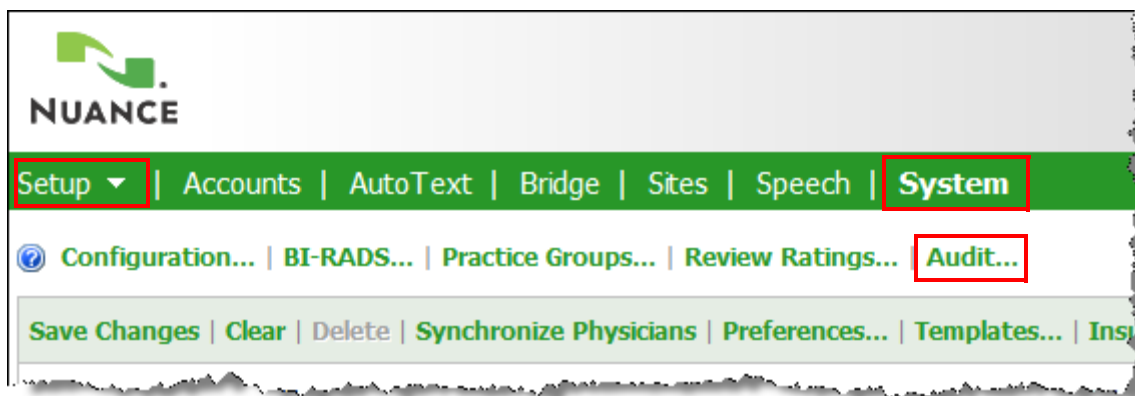 NUANCE
Setup | Accounts | AutoText | Bridge | Sites | Speech | System
Configuration... | BI-RADS... | Practice Groups... | Review Ratings... | Audit...
Save Changes | Clear | Delete | Synchronize Physicians | Preferences... | Templates... |